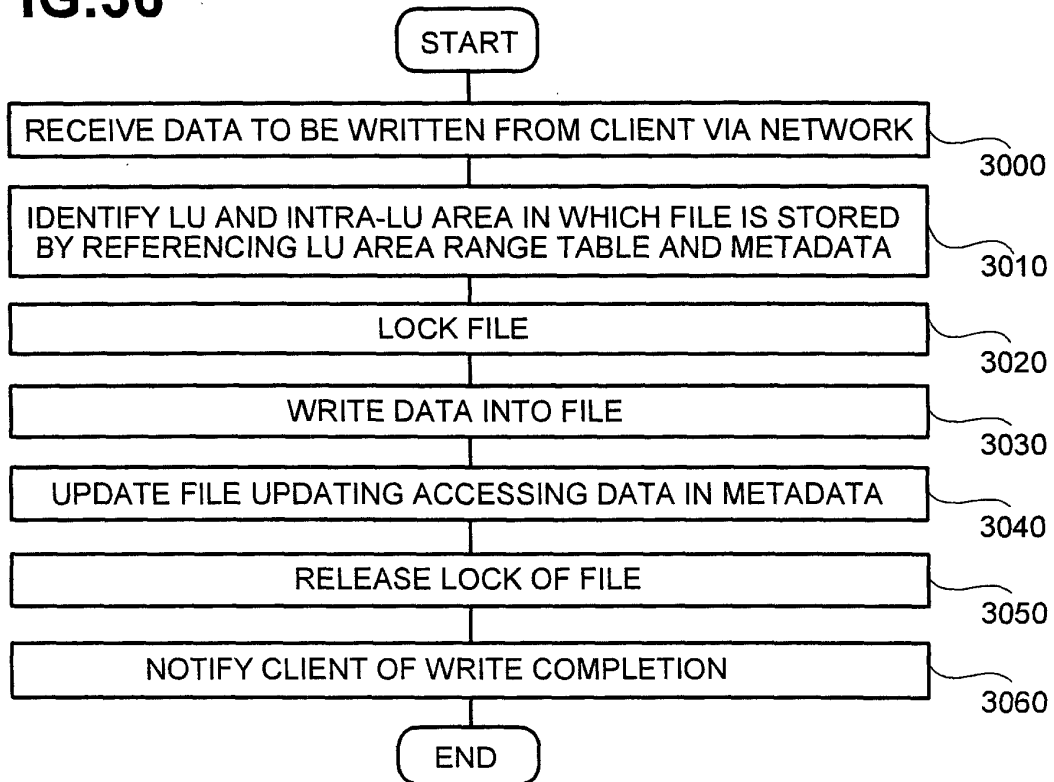 START
RECEIVE DATA TO BE WRITTEN FROM CLIENT VIA NETWORK
3000
IDENTIFY LU AND INTRA-LU AREA IN WHICH FILE IS STORED
BY REFERENCING LU AREA RANGE TABLE AND METADATA
3010
LOCK FILE
3020
WRITE DATA INTO FILE
3030
UPDATE FILE UPDATING ACCESSING DATA IN METADATA
3040
RELEASE LOCK OF FILE
3050
NOTIFY CLIENT OF WRITE COMPLETION
3060
END